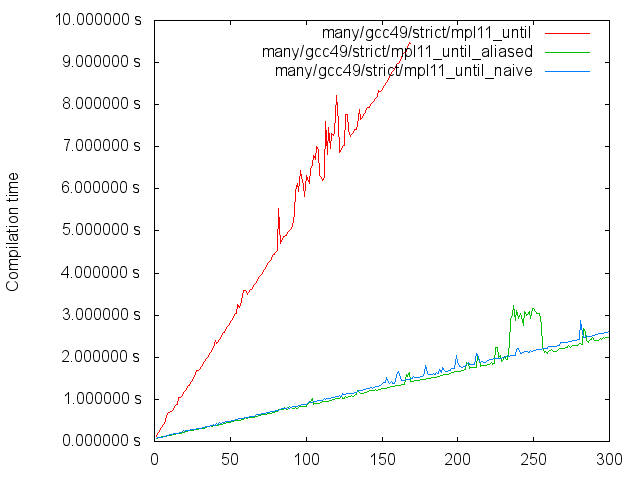 10.000000 s
9.000000 s
8.000000 s
7.000000 s
6.000000 s
5.000000 s
4.000000 s
3.000000 s
2.000000 s
1.000000 s
0.000000 s
Compilation time
many/gcc49/strict/mpl11_until
many/gcc49/strict/mpl11_until_aliased
many/gcc49/strict/mpl11_until_naive
0 50 100 150 200 250 300